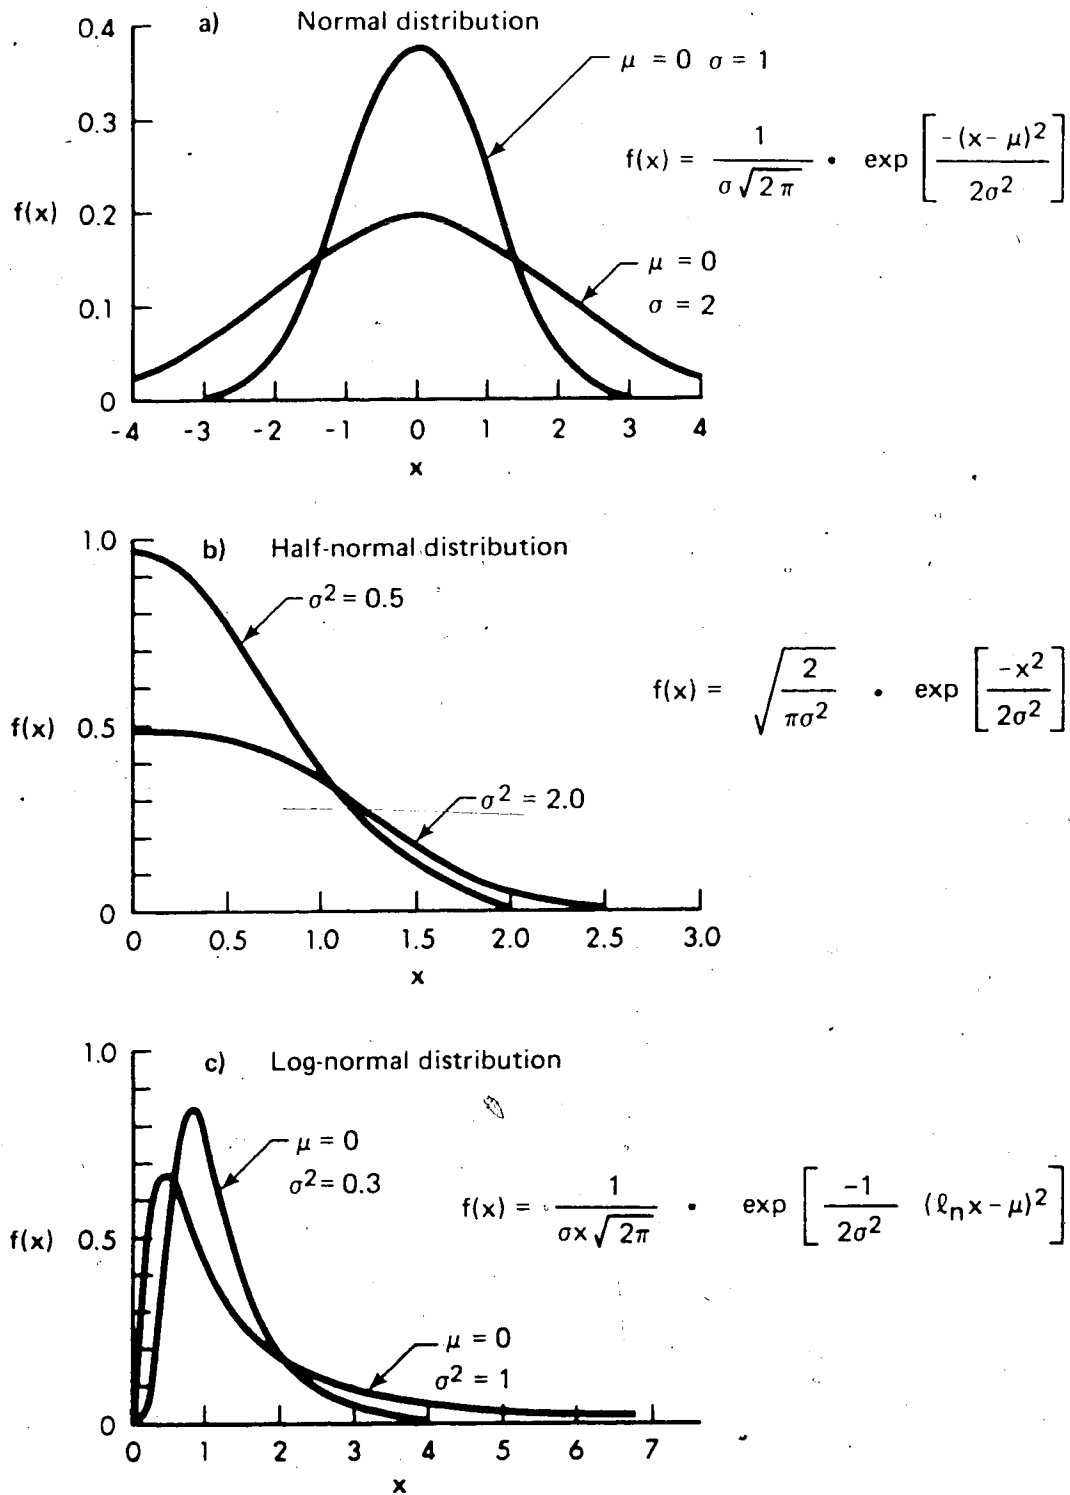 a) Normal distribution
0.4
0.3
0.2
0.1
0
f(x)
μ = 0 σ = 1
f(x) = 1 / σ√2π • exp [ -(x- μ)2 / 2σ2 ]
μ = 0
σ = 2
-4 -3 -2 -1 0 1 2 3 4
x
b) Half-normal distribution
1.0
0.5
0
f(x)
σ2 = 0.5
f(x) = √ 2 / πσ2 • exp [ -x2 / 2σ2 ]
σ2 = 2.0
0 0.5 1.0 1.5 2.0 2.5 3.0
x
c) Log-normal distribution
1.0
0.5
0
f(x)
μ = 0
σ2 = 0.3
f(x) = 1 / σx√2π • exp [ -1 / 2σ2 (ℓnx - μ)2 ]
μ = 0
σ2 = 1
0 1 2 3 4 5 6 7
x